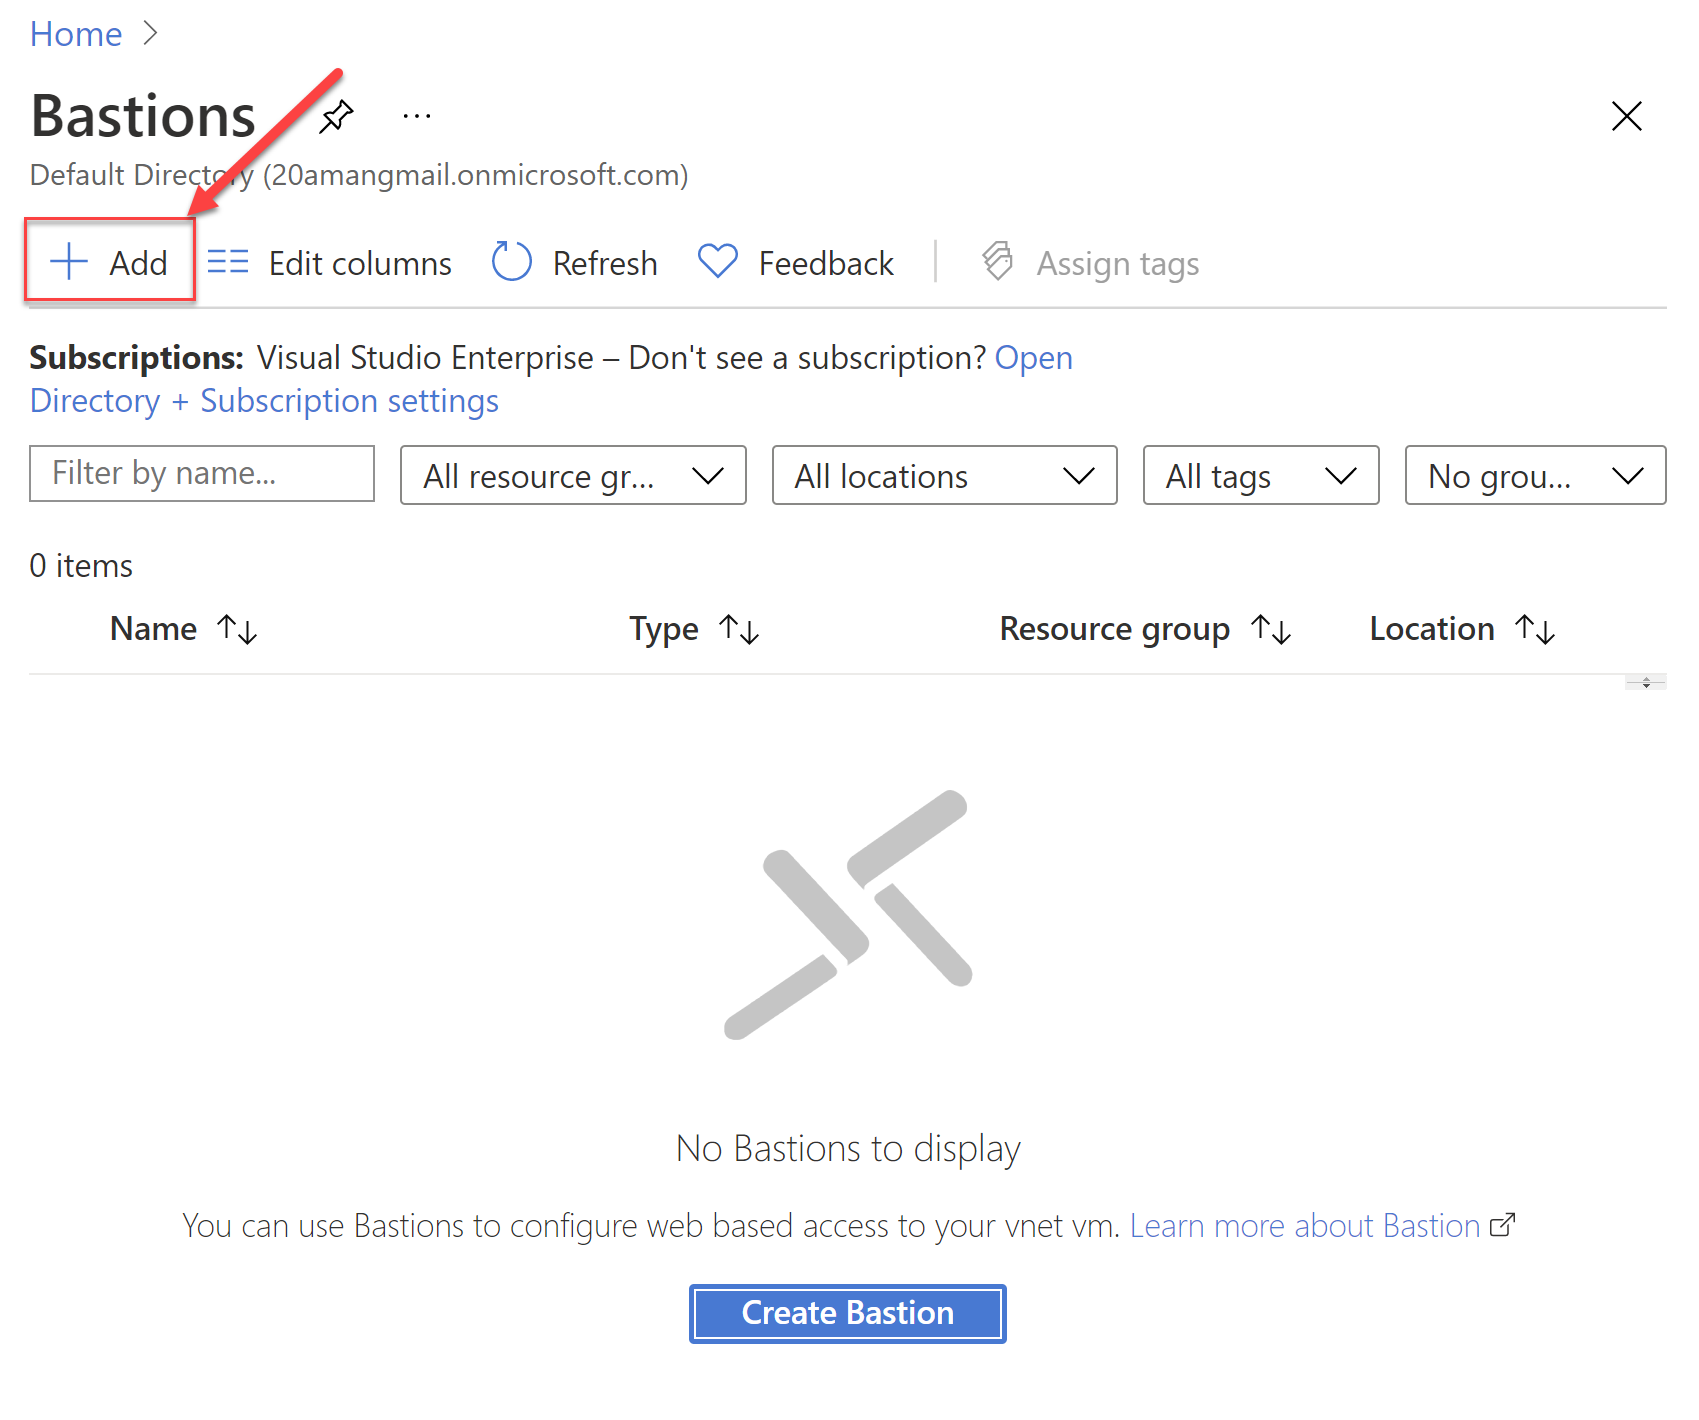 Home
Bastions ...
Default Directory (20amangmail.onmicrosoft.com)
Add Edit columns Refresh Feedback Assign tags
Subscriptions: Visual Studio Enterprise – Don't see a subscription? Open
Directory + Subscription settings
Filter by name... All resource gr... All locations All tags No grou...
0 items
Name Type Resource group Location
No Bastions to display
You can use Bastions to configure web based access to your vnet vm. Learn more about Bastion
Create Bastion